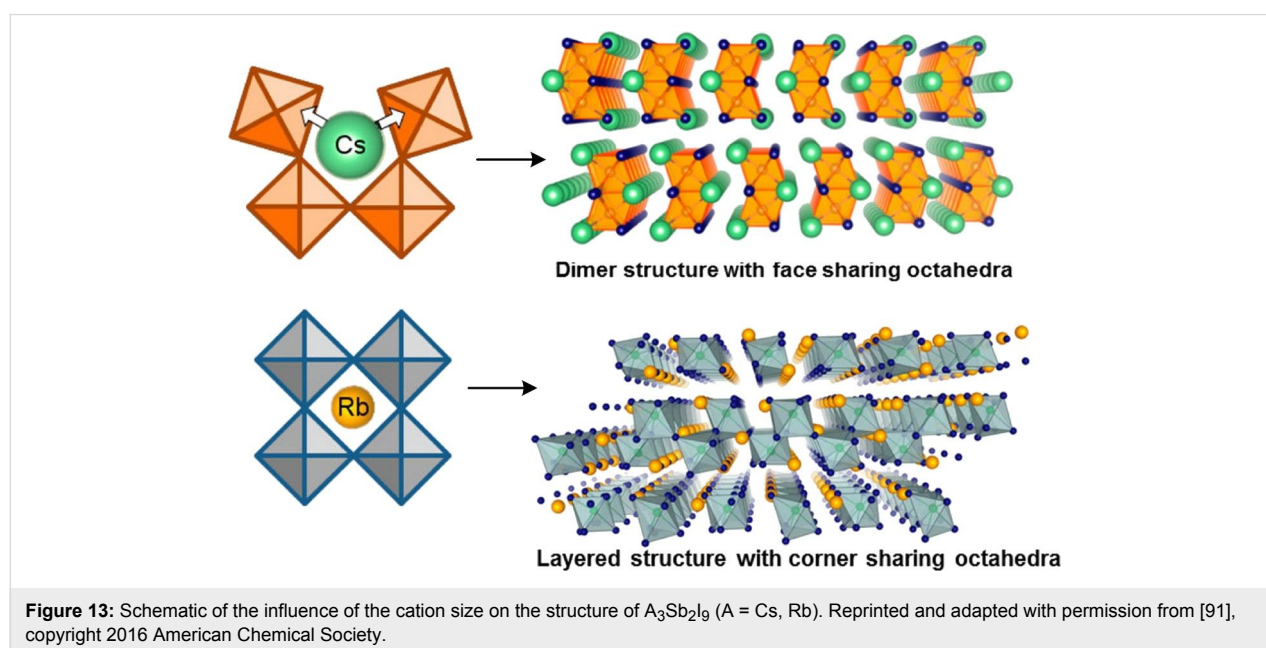 Cs
Dimer structure with face sharing octahedra
Rb
Layered structure with corner sharing octahedra
Figure 13: Schematic of the influence of the cation size on the structure of A3Sb2I9 (A = Cs, Rb). Reprinted and adapted with permission from [91],
copyright 2016 American Chemical Society.